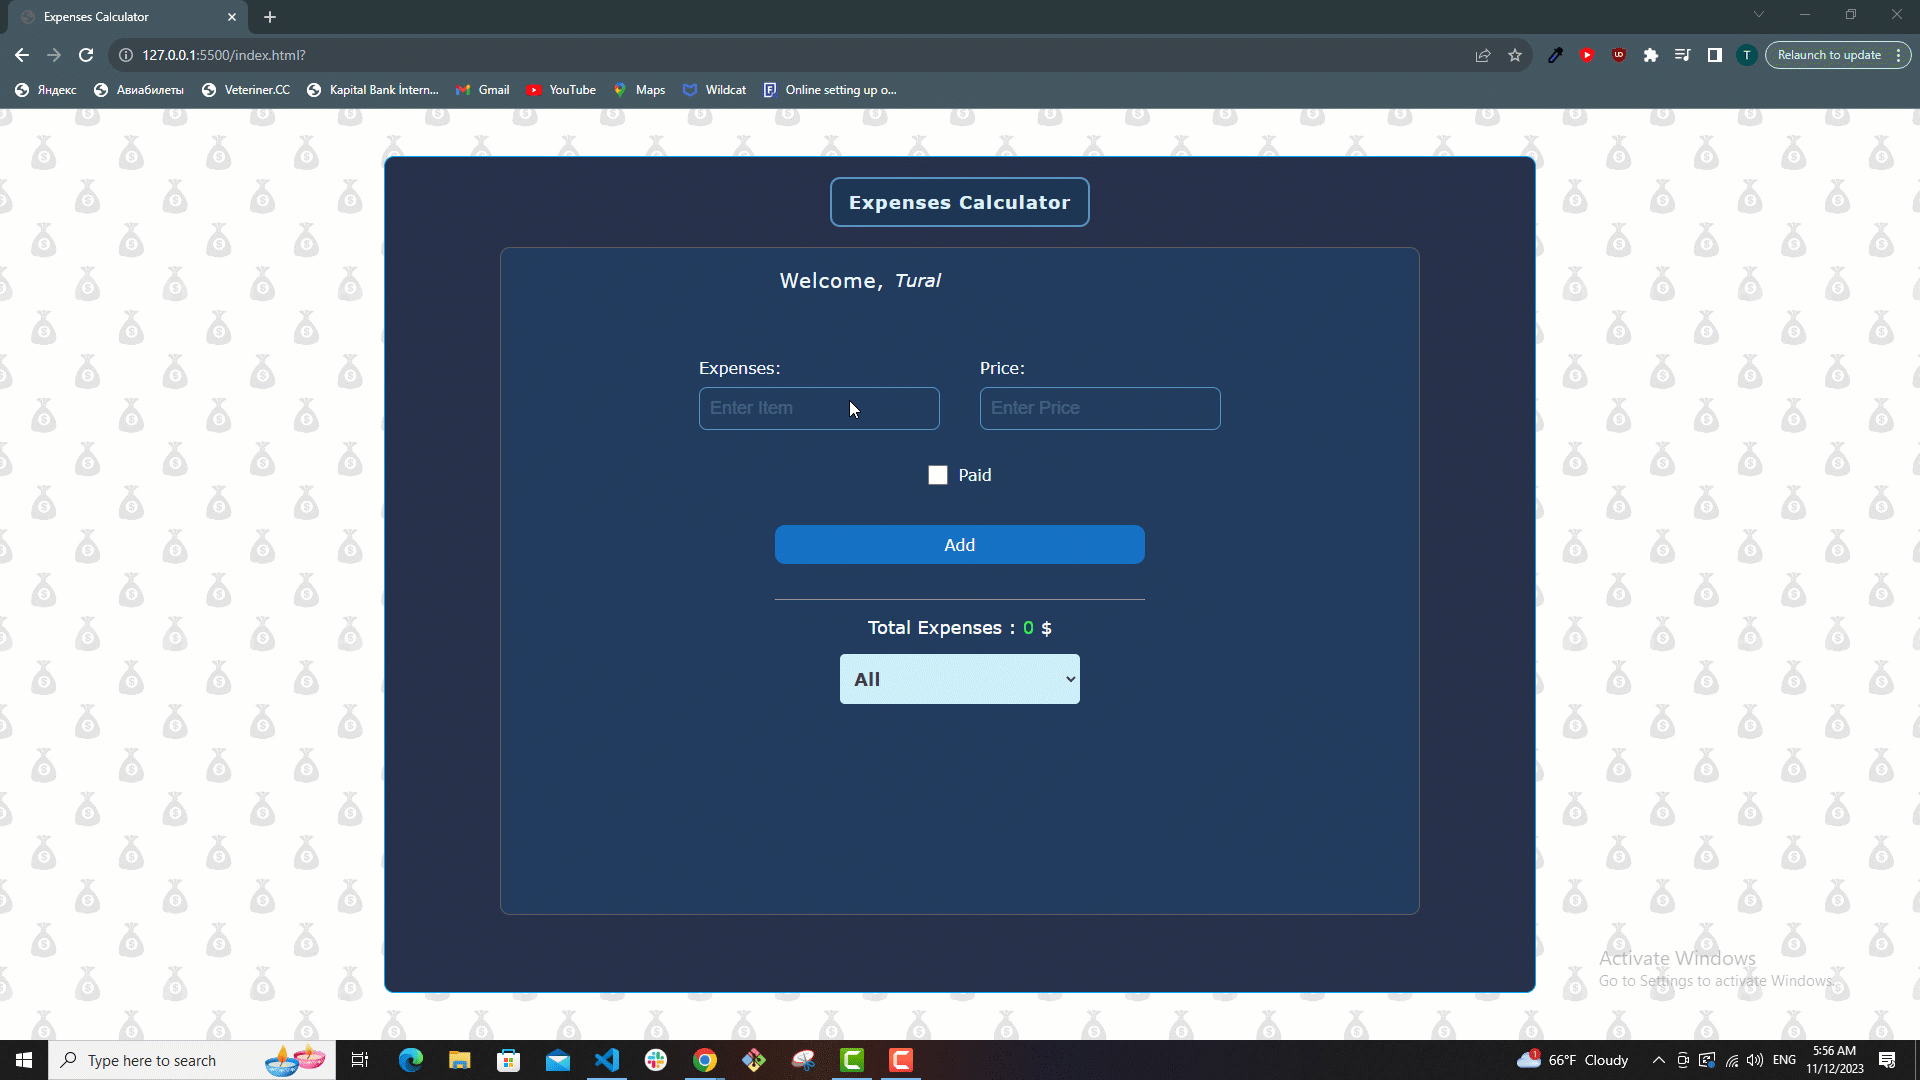 Expenses Calculator
127.0.0.1:5500/index.html?
T
Relaunch to update
Яндекс
Авиабилеты
Veteriner.CC
Kapital Bank İntern...
Gmail
YouTube
Maps
Wildcat
Online setting up o...
Expenses Calculator
Welcome, Tural
Expenses:
Price:
Enter Item
Enter Price
Paid
Add
Total Expenses : 0 $
All
Activate Windows
Go to Settings to activate Windows.
Type here to search
1
66°F Cloudy
ENG
5:56 AM
11/12/2023